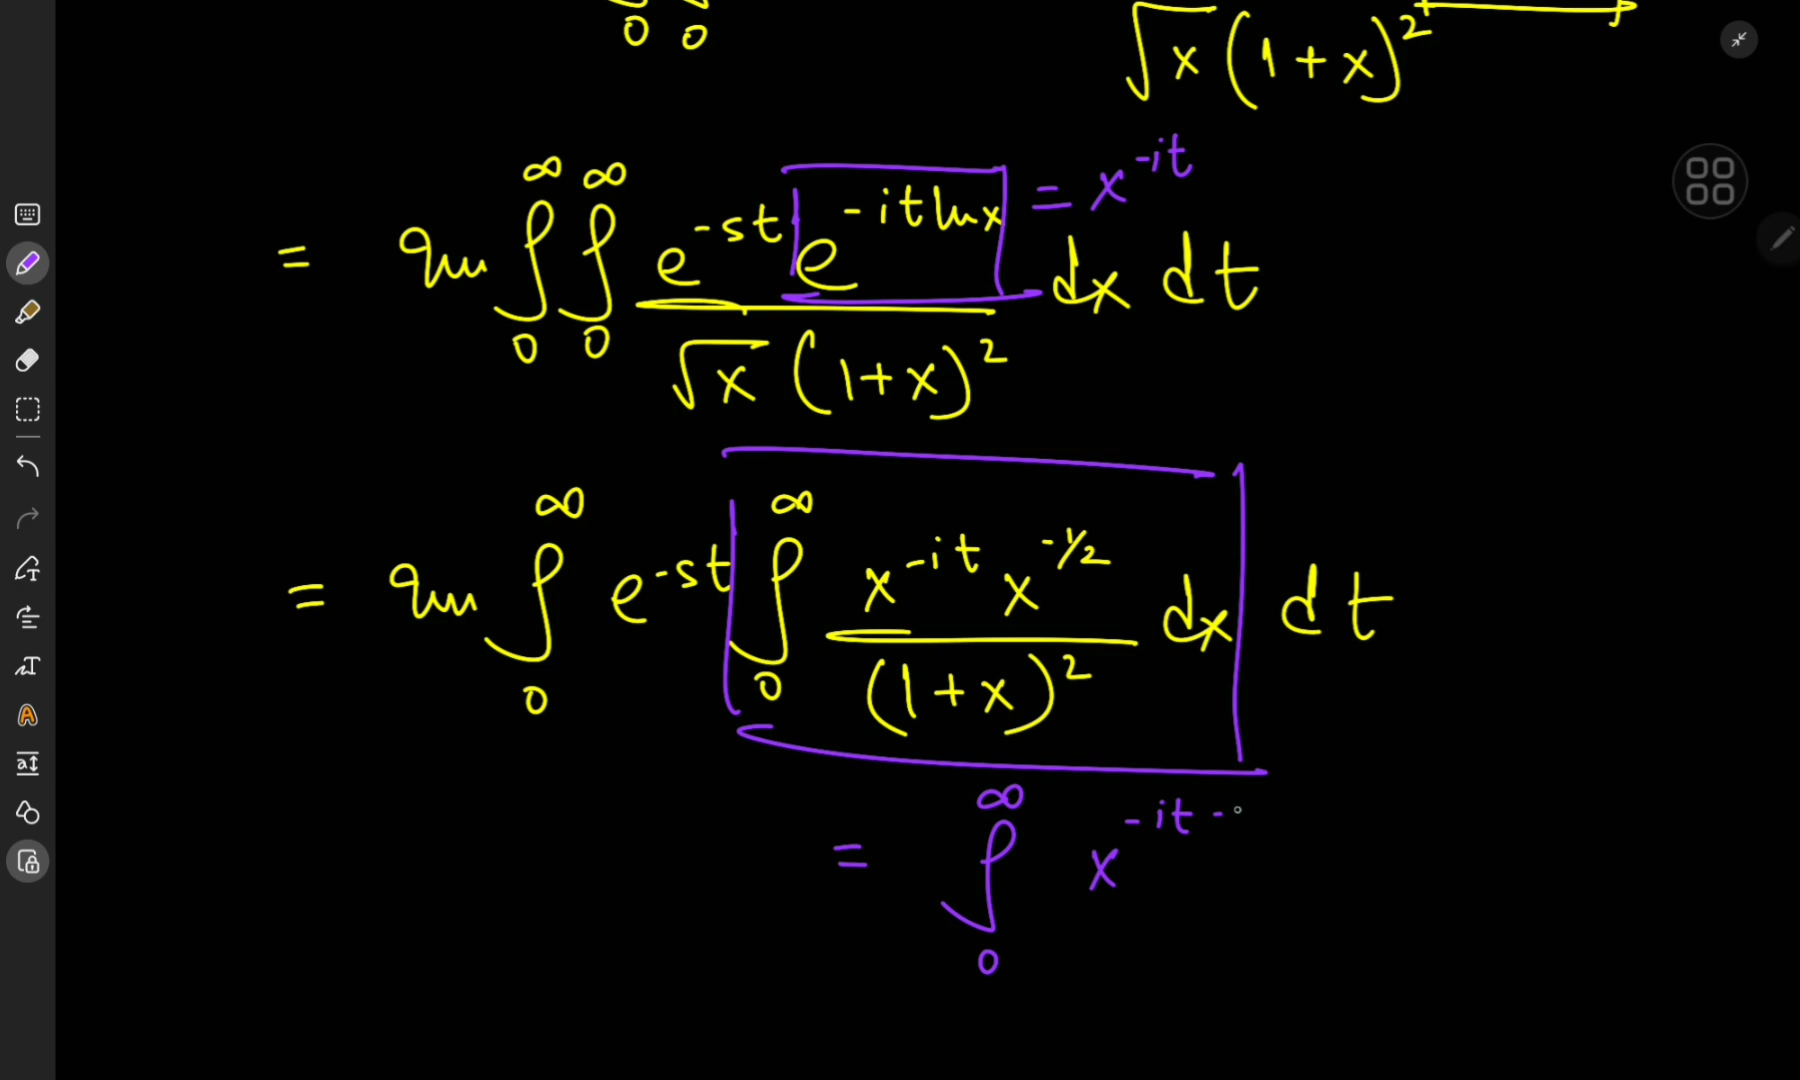 0 0 √x (1+x)²
= Im ∫₀^∞ ∫₀^∞ e^{-st} e^{-it ln x} / (√x (1+x)²) dx dt = x^{-it}
= Im ∫₀^∞ e^{-st} ∫₀^∞ x^{-it} x^{-1/2} / (1+x)² dx dt
= ∫₀^∞ x^{-it -}